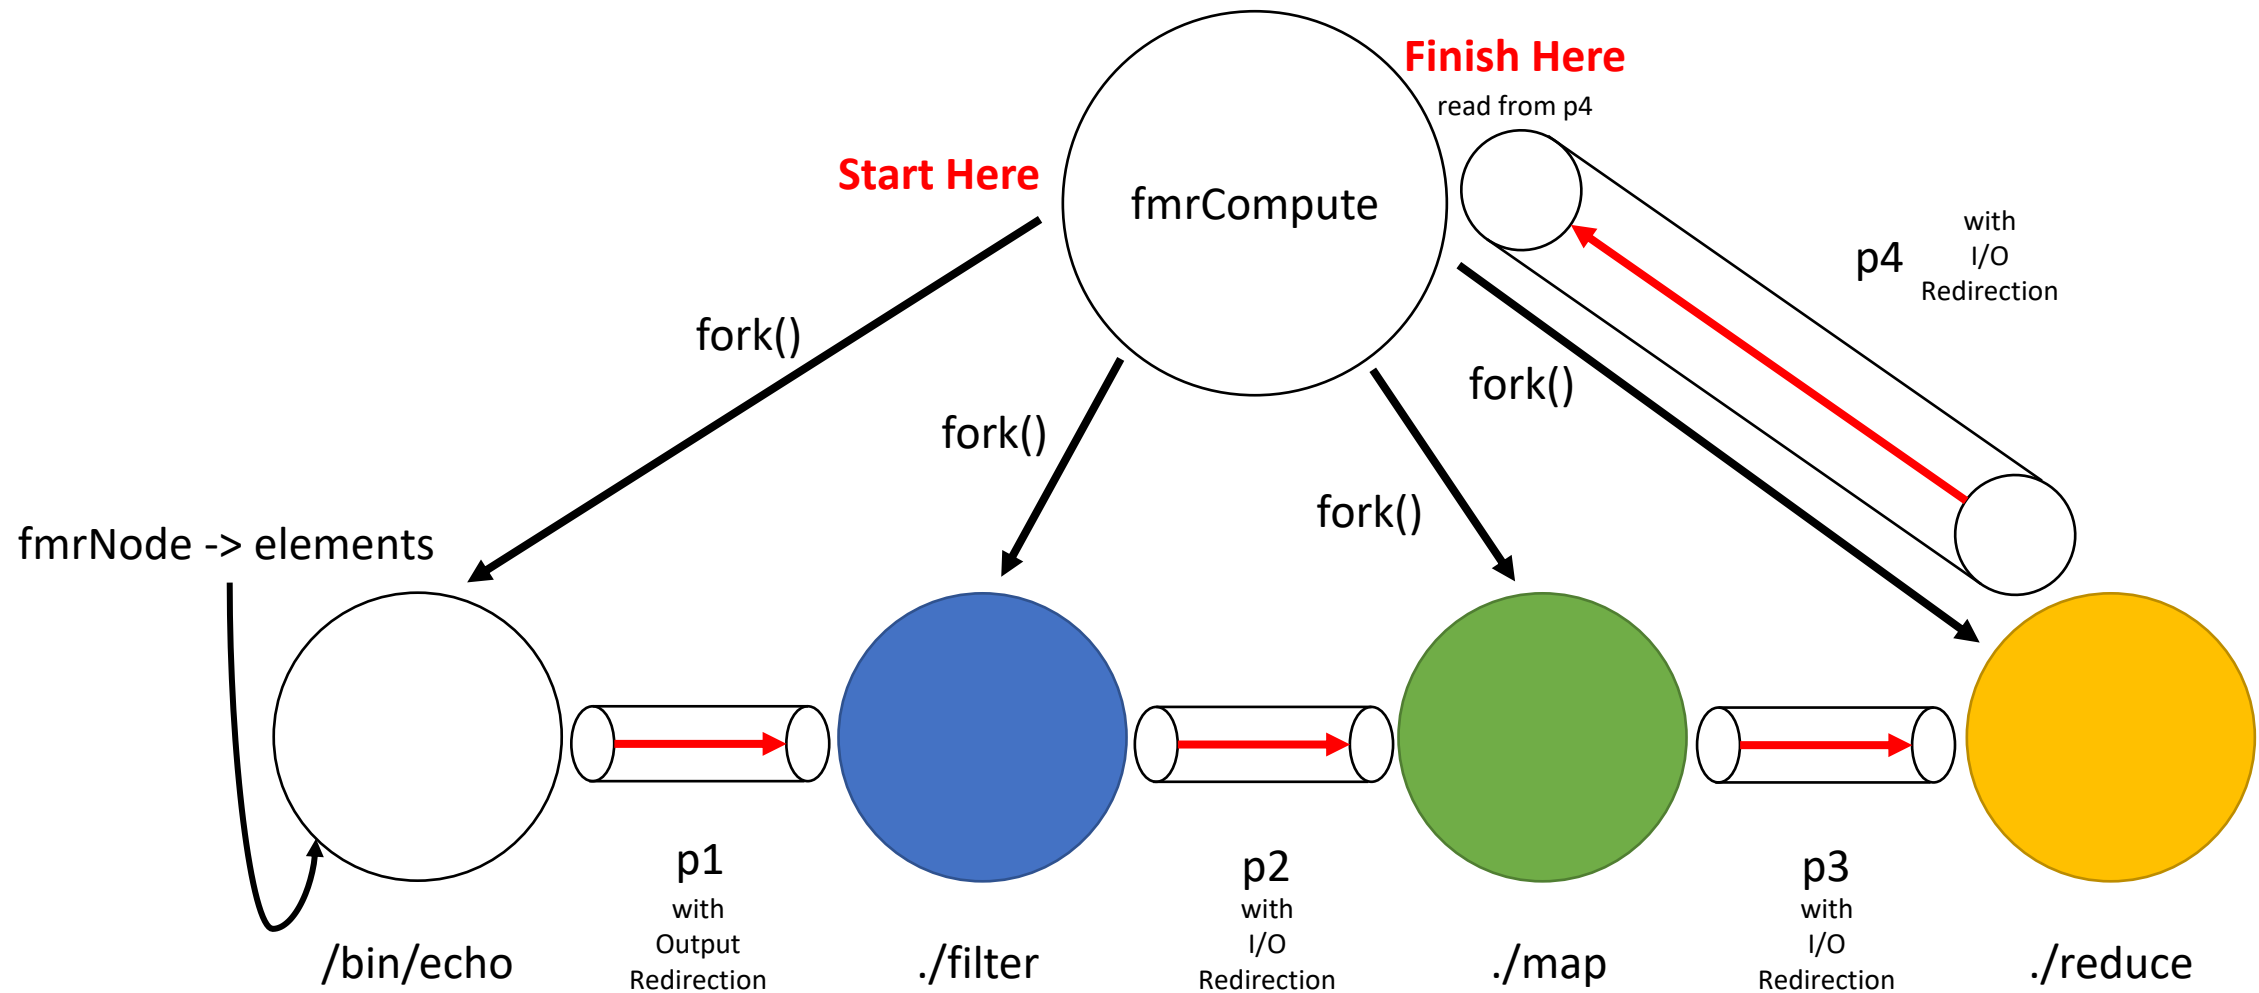 Finish Here
read from p4
Start Here
fmrCompute
p4
with
I/O
Redirection
fork()
fork()
fork()
fork()
fmrNode -> elements
p1
with
Output
Redirection
p2
with
I/O
Redirection
p3
with
I/O
Redirection
/bin/echo
./filter
./map
./reduce